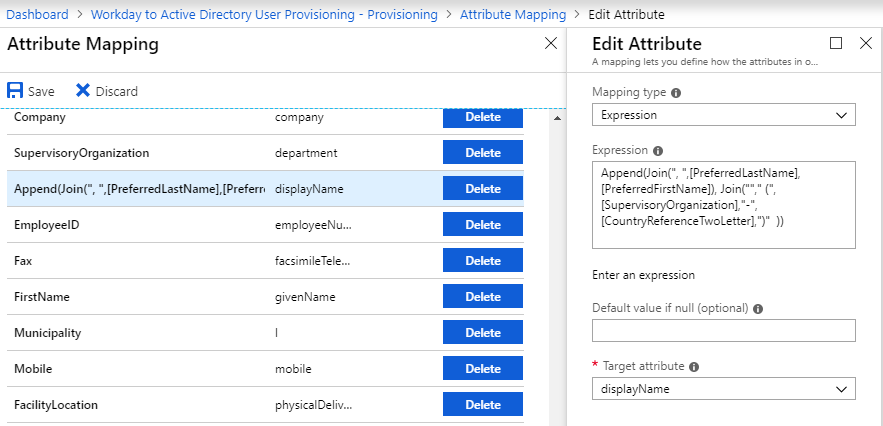 Dashboard > Workday to Active Directory User Provisioning - Provisioning > Attribute Mapping > Edit Attribute
Attribute Mapping
Save Discard
Company company Delete
SupervisoryOrganization department Delete
Append(Join(", ",[PreferredLastName],[Preferre displayName Delete
EmployeeID employeeNu... Delete
Fax facsimileTele... Delete
FirstName givenName Delete
Municipality l Delete
Mobile mobile Delete
FacilityLocation physicalDeliv... Delete
Edit Attribute
A mapping lets you define how the attributes in o...
Mapping type
Expression
Expression
Append(Join(", ",[PreferredLastName],
[PreferredFirstName]), Join(""," (",
[SupervisoryOrganization],"-",
[CountryReferenceTwoLetter],")" ))
Enter an expression
Default value if null (optional)
* Target attribute
displayName